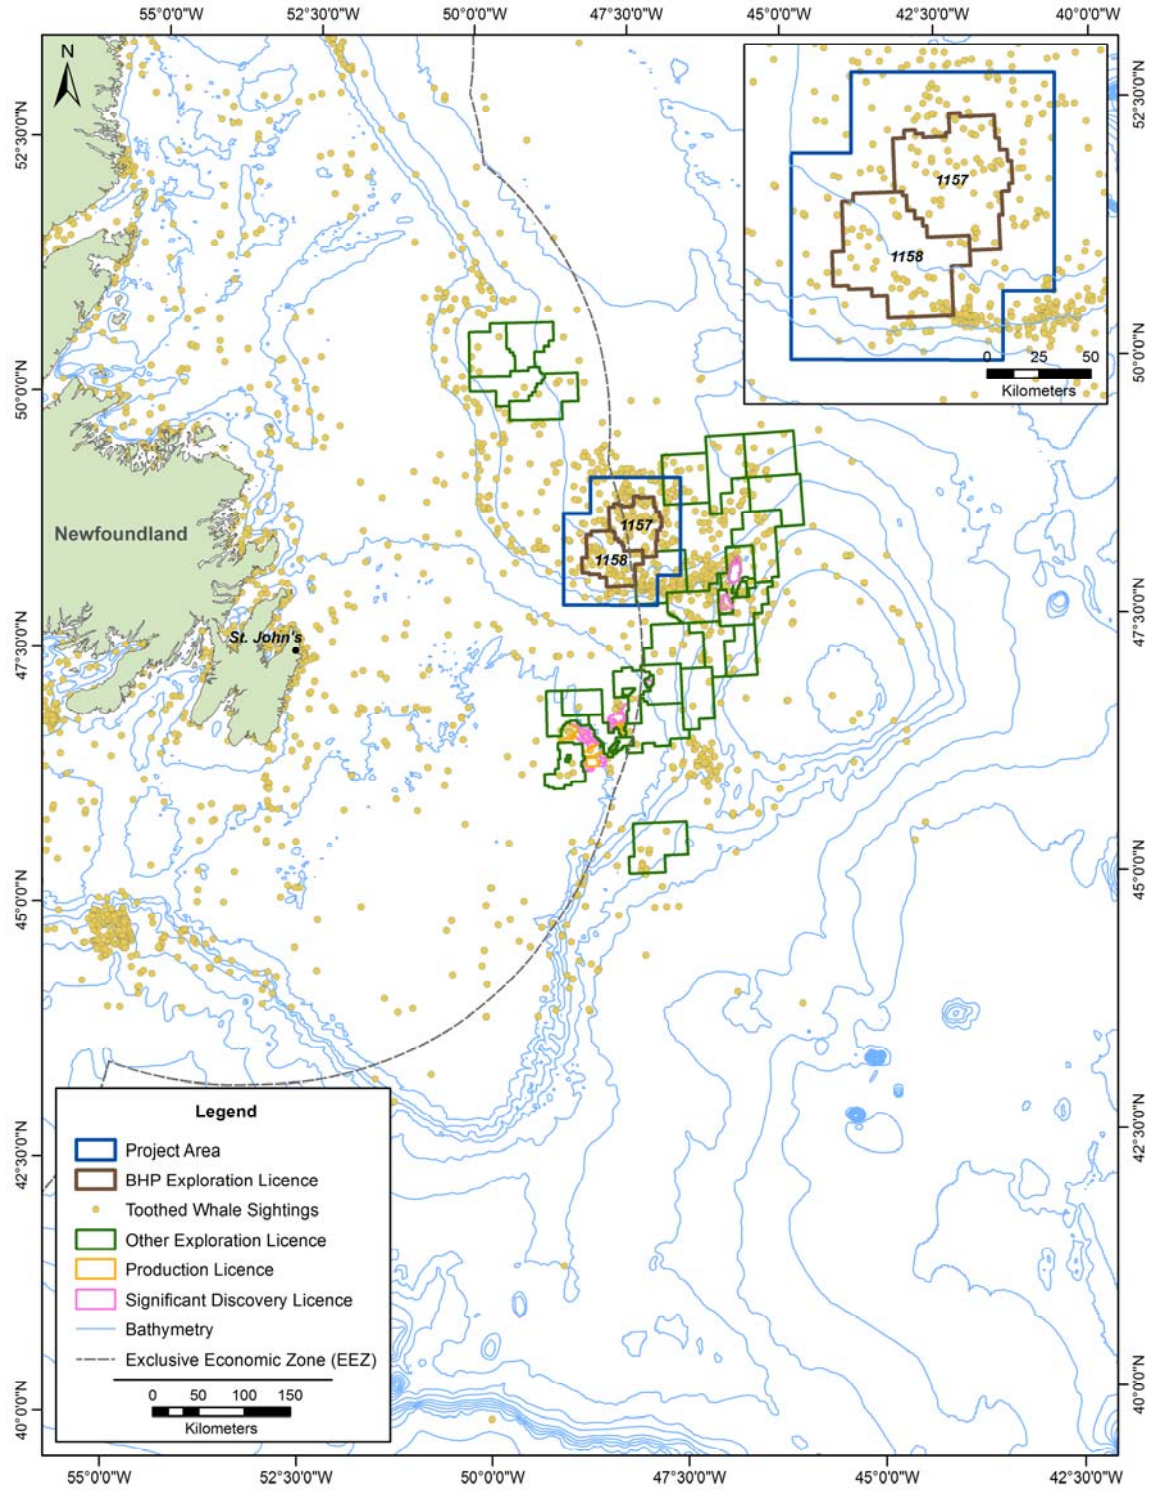 55°0'0"W 52°30'0"W 50°0'0"W 47°30'0"W 45°0'0"W 42°30'0"W 40°0'0"W
N
52°30'0"N
52°30'0"N
1157
1158
50°0'0"N
50°0'0"N
0 25 50
Kilometers
Newfoundland
1157
1158
47°30'0"N
47°30'0"N
St. John's
45°0'0"N
45°0'0"N
42°30'0"N
42°30'0"N
Legend
Project Area
BHP Exploration Licence
Toothed Whale Sightings
Other Exploration Licence
Production Licence
Significant Discovery Licence
Bathymetry
Exclusive Economic Zone (EEZ)
0 50 100 150
Kilometers
40°0'0"N
40°0'0"N
55°0'0"W 52°30'0"W 50°0'0"W 47°30'0"W 45°0'0"W 42°30'0"W